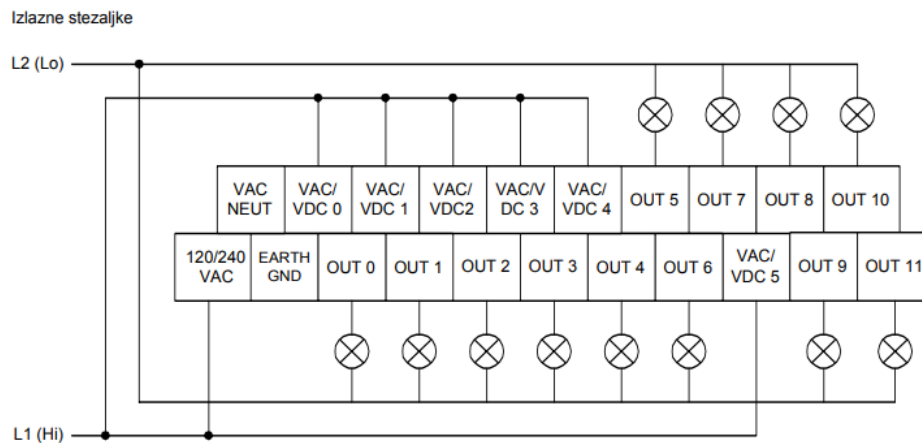 Izlazne stezaljke
L2 (Lo)
VAC NEUT
VAC/ VDC 0
VAC/ VDC 1
VAC/ VDC2
VAC/V DC 3
VAC/ VDC 4
OUT 5
OUT 7
OUT 8
OUT 10
120/240 VAC
EARTH GND
OUT 0
OUT 1
OUT 2
OUT 3
OUT 4
OUT 6
VAC/ VDC 5
OUT 9
OUT 11
L1 (Hi)